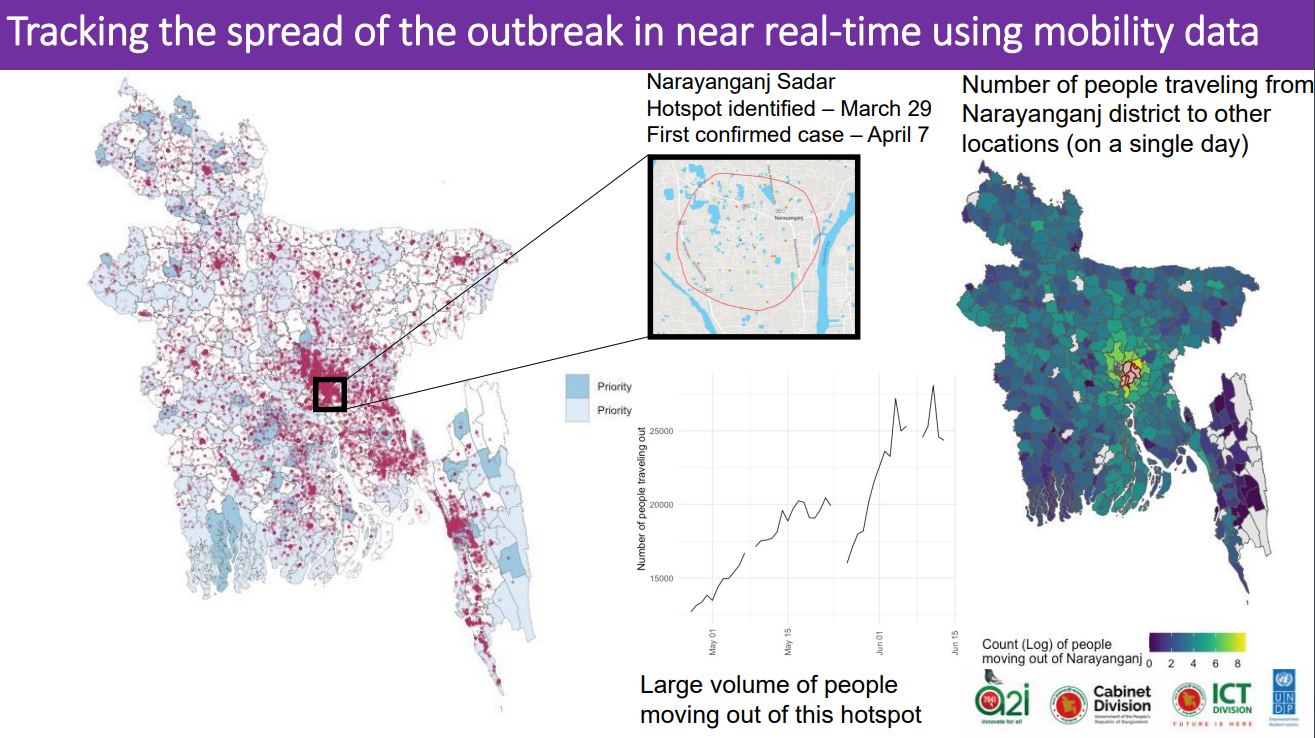 Tracking the spread of the outbreak in near real-time using mobility data
Narayanganj Sadar
Hotspot identified – March 29
First confirmed case – April 7
Number of people traveling from
Narayanganj district to other
locations (on a single day)
Narayanganj
Priority
Priority
Number of people traveling out
25000
20000
15000
May 01
May 15
Jun 01
Jun 15
Large volume of people
moving out of this hotspot
Count (Log) of people
moving out of Narayanganj
0 2 4 6 8
a2i
innovate for all
Cabinet
Division
Government of the People's
Republic of Bangladesh
ICT
DIVISION
FUTURE IS HERE
U N
D P